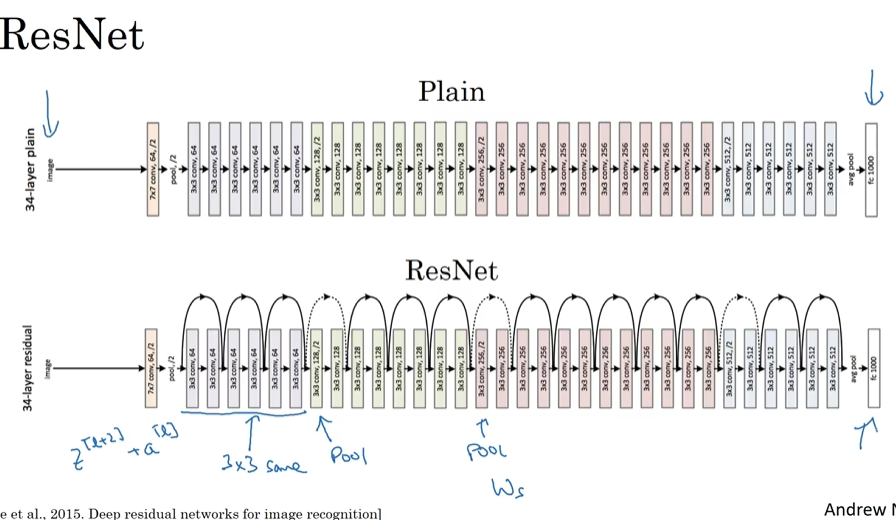 ResNet
Plain
34-layer plain
image
7x7 conv, 64, /2
pool, /2
3x3 conv, 64
3x3 conv, 64
3x3 conv, 64
3x3 conv, 64
3x3 conv, 64
3x3 conv, 64
3x3 conv, 128, /2
3x3 conv, 128
3x3 conv, 128
3x3 conv, 128
3x3 conv, 128
3x3 conv, 128
3x3 conv, 128
3x3 conv, 128
3x3 conv, 256, /2
3x3 conv, 256
3x3 conv, 256
3x3 conv, 256
3x3 conv, 256
3x3 conv, 256
3x3 conv, 256
3x3 conv, 256
3x3 conv, 256
3x3 conv, 256
3x3 conv, 256
3x3 conv, 256
3x3 conv, 512, /2
3x3 conv, 512
3x3 conv, 512
3x3 conv, 512
3x3 conv, 512
3x3 conv, 512
avg pool
fc 1000
ResNet
34-layer residual
image
7x7 conv, 64, /2
pool, /2
3x3 conv, 64
3x3 conv, 64
3x3 conv, 64
3x3 conv, 64
3x3 conv, 64
3x3 conv, 64
3x3 conv, 128, /2
3x3 conv, 128
3x3 conv, 128
3x3 conv, 128
3x3 conv, 128
3x3 conv, 128
3x3 conv, 128
3x3 conv, 128
3x3 conv, 256, /2
3x3 conv, 256
3x3 conv, 256
3x3 conv, 256
3x3 conv, 256
3x3 conv, 256
3x3 conv, 256
3x3 conv, 256
3x3 conv, 256
3x3 conv, 256
3x3 conv, 256
3x3 conv, 256
3x3 conv, 512, /2
3x3 conv, 512
3x3 conv, 512
3x3 conv, 512
3x3 conv, 512
3x3 conv, 512
avg pool
fc 1000
z[l+2] + a[l]
3x3 same
Pool
Pool
Ws
e et al., 2015. Deep residual networks for image recognition]
Andrew N